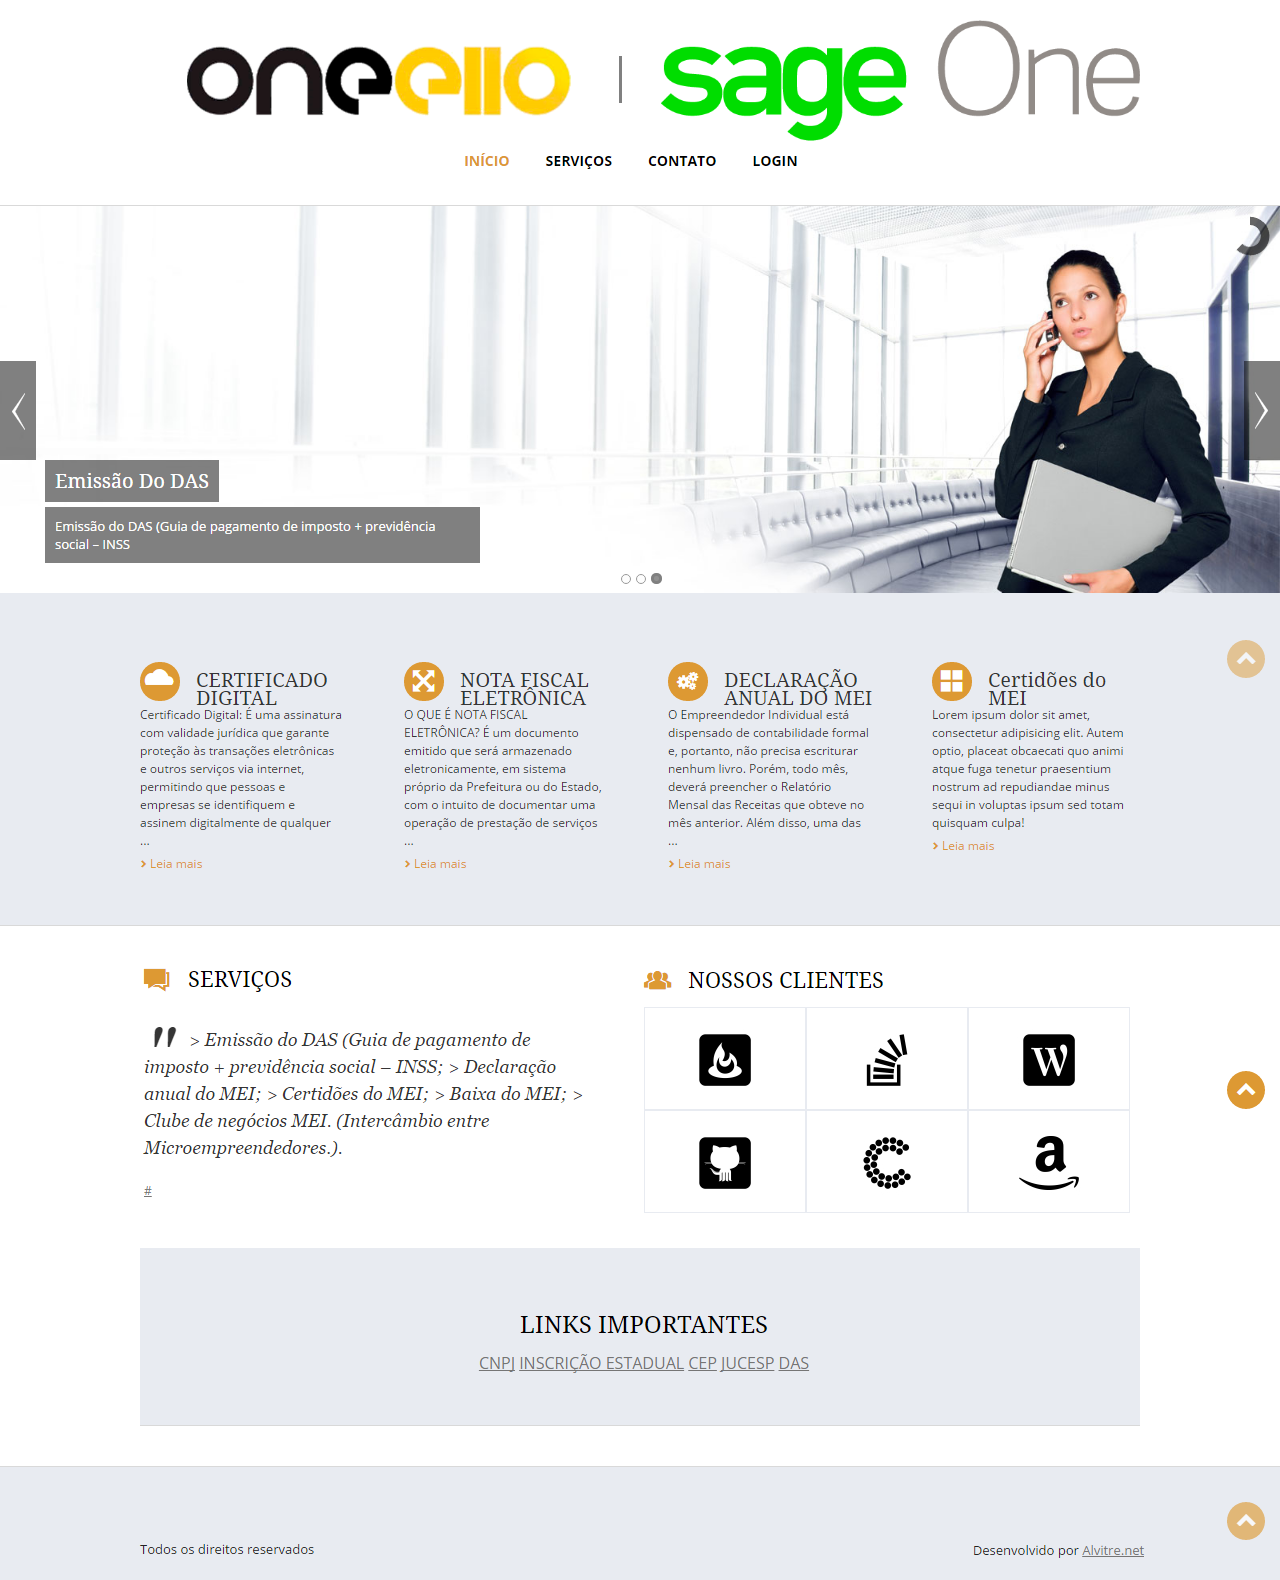 oneello | sage One
INÍCIO SERVIÇOS CONTATO LOGIN
Emissão Do DAS
Emissão do DAS (Guia de pagamento de imposto + previdência
social – INSS
CERTIFICADO
DIGITAL
Certificado Digital: É uma assinatura
com validade jurídica que garante
proteção às transações eletrônicas
e outros serviços via internet,
permitindo que pessoas e
empresas se identifiquem e
assinem digitalmente de qualquer
...
Leia mais
NOTA FISCAL
ELETRÔNICA
O QUE É NOTA FISCAL
ELETRÔNICA? É um documento
emitido que será armazenado
eletronicamente, em sistema
próprio da Prefeitura ou do Estado,
com o intuito de documentar uma
operação de prestação de serviços
...
Leia mais
DECLARAÇÃO
ANUAL DO MEI
O Empreendedor Individual está
dispensado de contabilidade formal
e, portanto, não precisa escriturar
nenhum livro. Porém, todo mês,
deverá preencher o Relatório
Mensal das Receitas que obteve no
mês anterior. Além disso, uma das
...
Leia mais
Certidões do
MEI
Lorem ipsum dolor sit amet,
consectetur adipisicing elit. Autem
optio, placeat obcaecati quo animi
atque fuga tenetur praesentium
nostrum ad repudiandae minus
sequi in voluptas ipsum sed totam
quisquam culpa!
Leia mais
SERVIÇOS
" > Emissão do DAS (Guia de pagamento de
imposto + previdência social – INSS; > Declaração
anual do MEI; > Certidões do MEI; > Baixa do MEI; >
Clube de negócios MEI. (Intercâmbio entre
Microempreendedores.).
#
NOSSOS CLIENTES
W
a
LINKS IMPORTANTES
CNPJ INSCRIÇÃO ESTADUAL CEP JUCESP DAS
Todos os direitos reservados
Desenvolvido por Alvitre.net